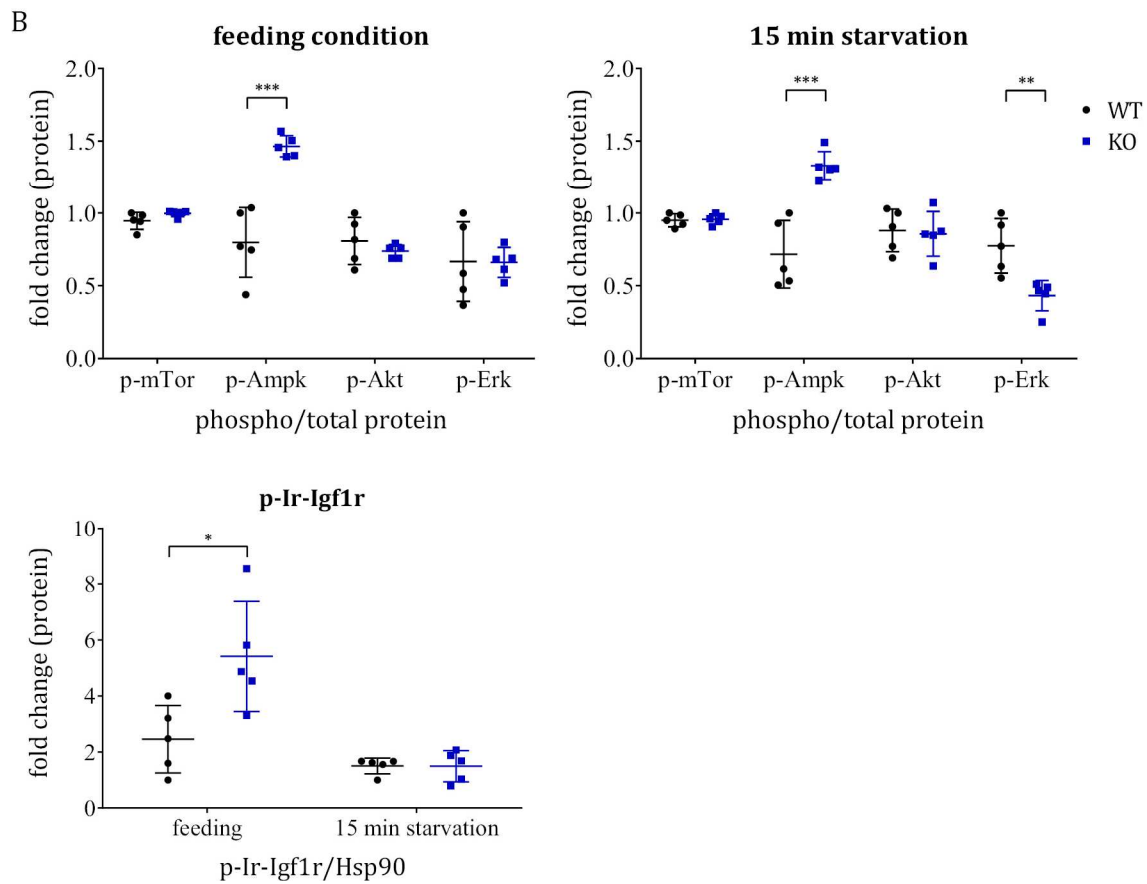 B
feeding condition
fold change (protein)
2.0
1.5
1.0
0.5
0.0
***
p-mTor p-Ampk p-Akt p-Erk
phospho/total protein
15 min starvation
fold change (protein)
2.0
1.5
1.0
0.5
0.0
***
**
p-mTor p-Ampk p-Akt p-Erk
phospho/total protein
WT
KO
p-Ir-Igf1r
fold change (protein)
10
8
6
4
2
0
*
feeding 15 min starvation
p-Ir-Igf1r/Hsp90